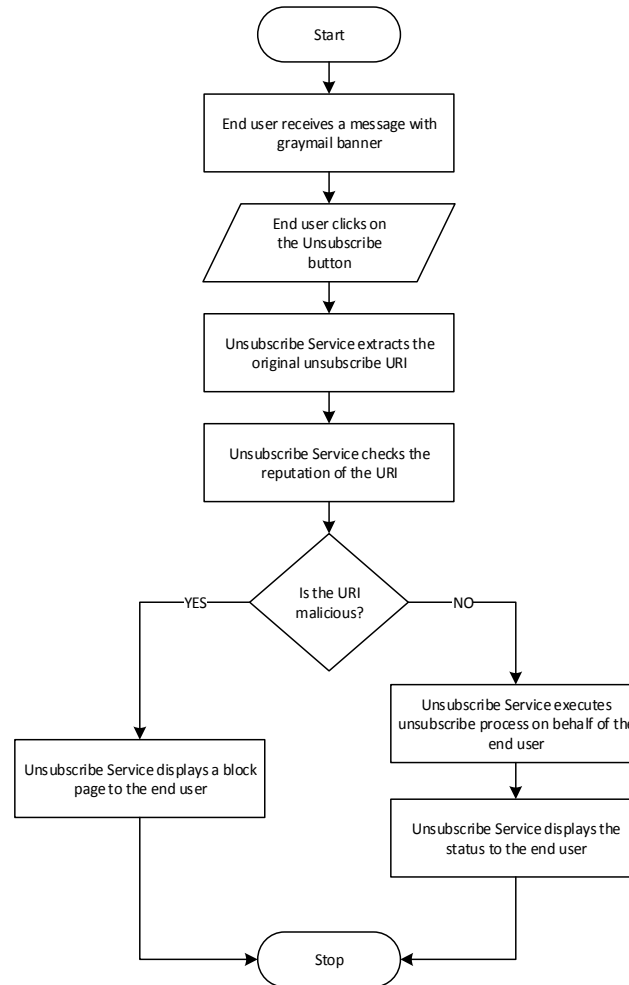 Start
End user receives a message with
graymail banner
End user clicks on
the Unsubscribe
button
Unsubscribe Service extracts the
original unsubscribe URI
Unsubscribe Service checks the
reputation of the URI
Is the URI
malicious?
YES
NO
Unsubscribe Service displays a block
page to the end user
Unsubscribe Service executes
unsubscribe process on behalf of the
end user
Unsubscribe Service displays the
status to the end user
Stop